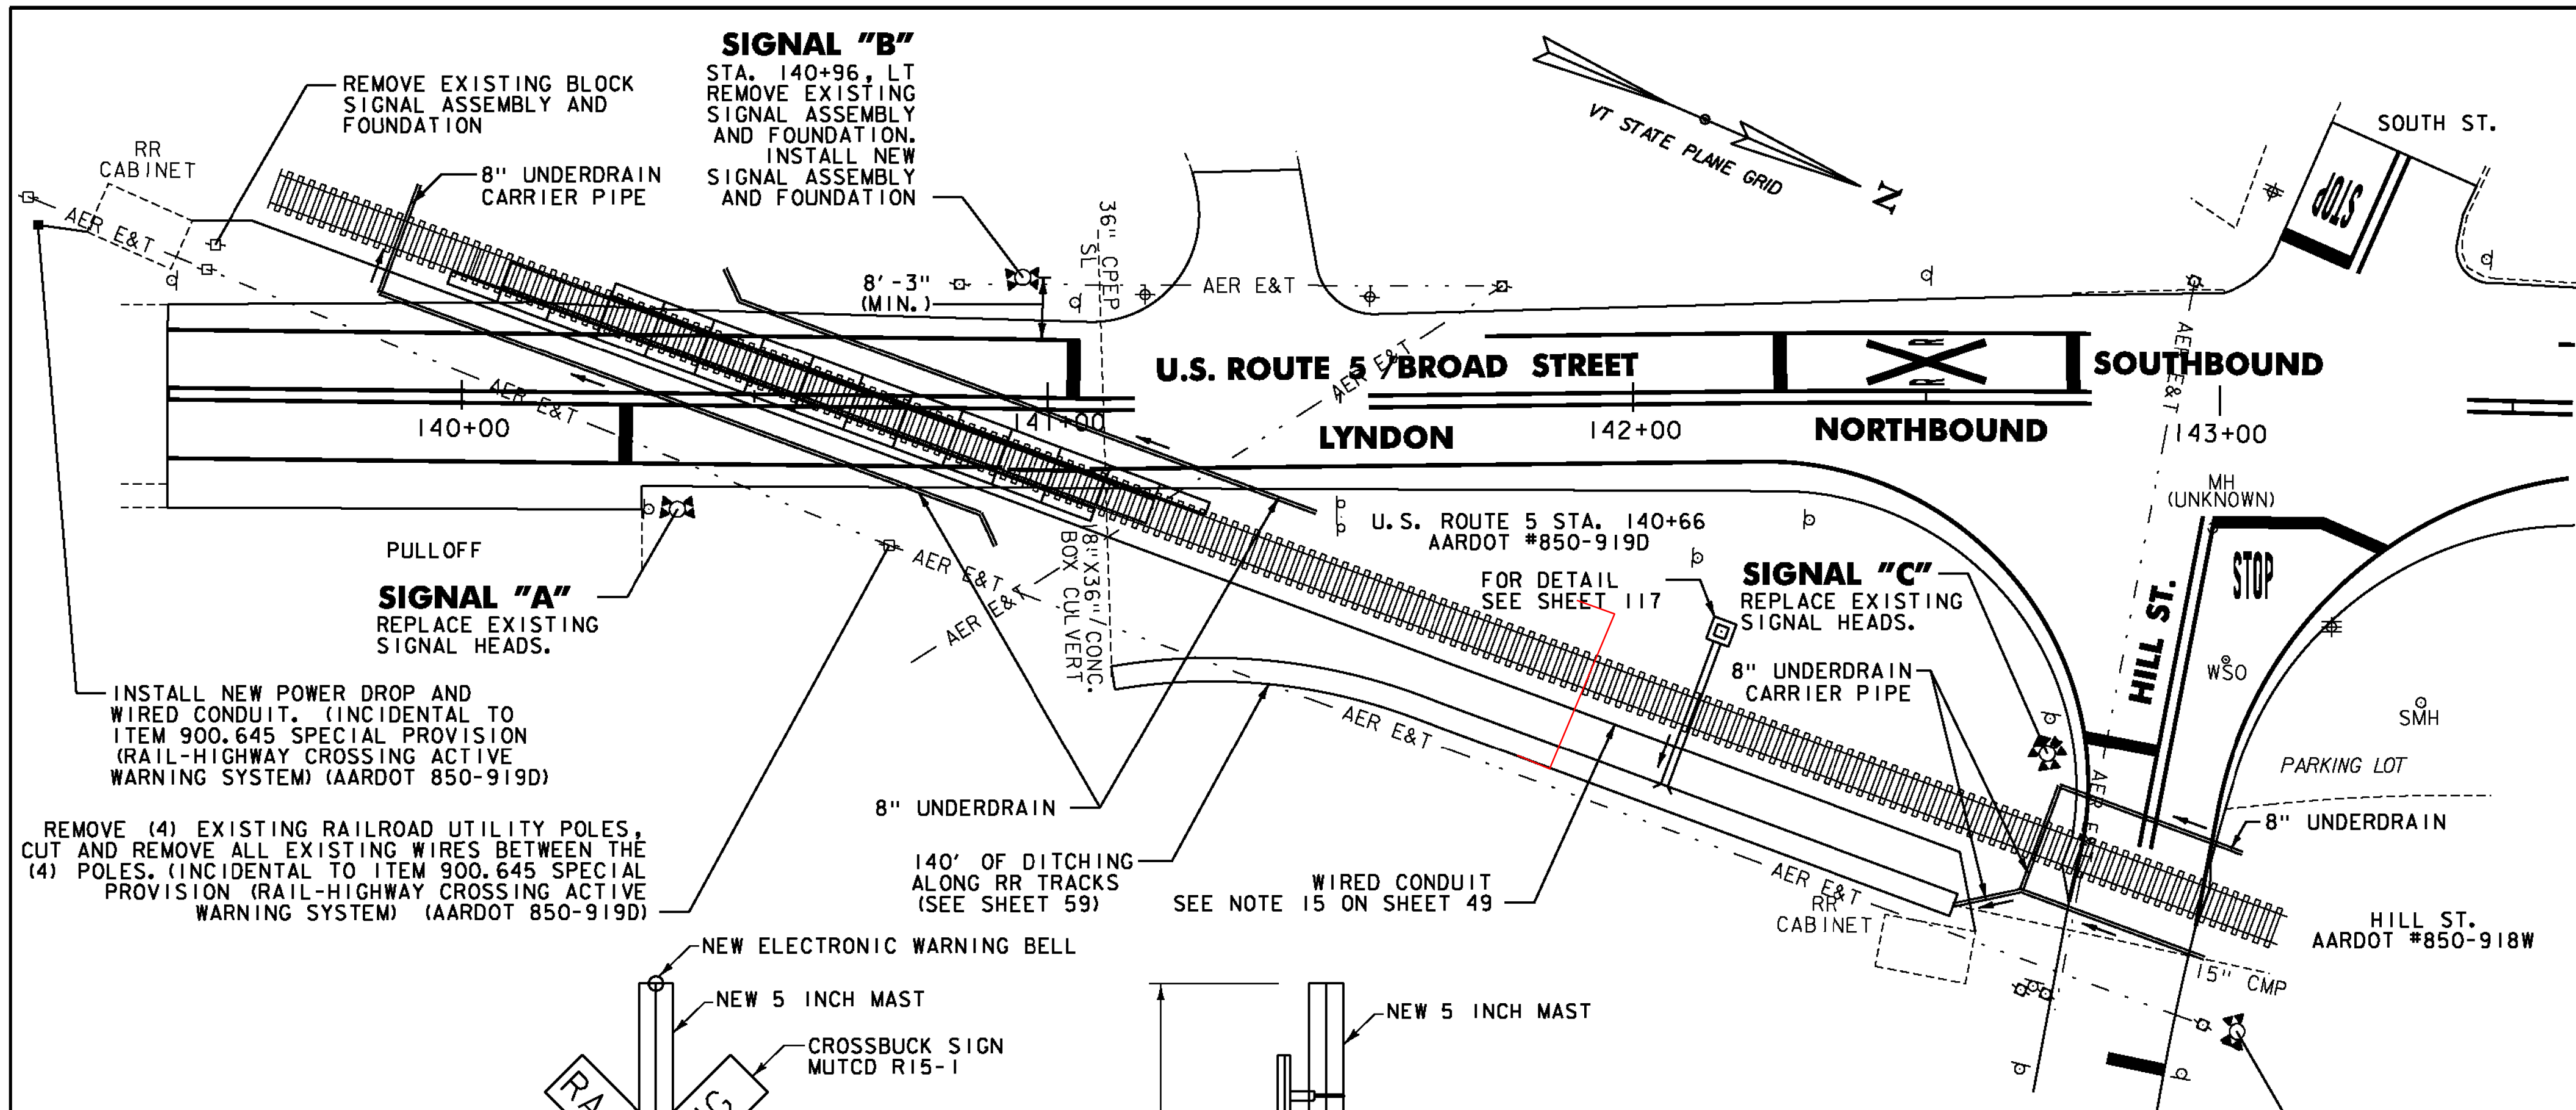 SIGNAL "B"
STA. 140+96, LT
REMOVE EXISTING
SIGNAL ASSEMBLY
AND FOUNDATION.
INSTALL NEW
SIGNAL ASSEMBLY
AND FOUNDATION
REMOVE EXISTING BLOCK
SIGNAL ASSEMBLY AND
FOUNDATION
RR
CABINET
8" UNDERDRAIN
CARRIER PIPE
AER E&T
VT STATE PLANE GRID
N
SOUTH ST.
STOP
36" CPEP
SL
8'-3"
(MIN.)
AER E&T
AER E&T
AER E&T
AER E&T
U.S. ROUTE 5 / BROAD STREET
R
R
SOUTHBOUND
140+00
141+00
LYNDON
142+00
NORTHBOUND
143+00
MH
(UNKNOWN)
PULLOFF
SIGNAL "A"
REPLACE EXISTING
SIGNAL HEADS.
AER E&T
AER E&T
18"X36" CONC.
BOX CULVERT
U.S. ROUTE 5 STA. 140+66
AARDOT #850-919D
FOR DETAIL
SEE SHEET 117
SIGNAL "C"
REPLACE EXISTING
SIGNAL HEADS.
8" UNDERDRAIN
CARRIER PIPE
HILL ST.
STOP
WSO
SMH
PARKING LOT
INSTALL NEW POWER DROP AND
WIRED CONDUIT. (INCIDENTAL TO
ITEM 900.645 SPECIAL PROVISION
(RAIL-HIGHWAY CROSSING ACTIVE
WARNING SYSTEM) (AARDOT 850-919D)
AER E&T
AER E&T
8" UNDERDRAIN
8" UNDERDRAIN
REMOVE (4) EXISTING RAILROAD UTILITY POLES,
CUT AND REMOVE ALL EXISTING WIRES BETWEEN THE
(4) POLES. (INCIDENTAL TO ITEM 900.645 SPECIAL
PROVISION (RAIL-HIGHWAY CROSSING ACTIVE
WARNING SYSTEM) (AARDOT 850-919D)
140' OF DITCHING
ALONG RR TRACKS
(SEE SHEET 59)
WIRED CONDUIT
SEE NOTE 15 ON SHEET 49
AER E&T
RR
CABINET
HILL ST.
AARDOT #850-918W
15" CMP
NEW ELECTRONIC WARNING BELL
NEW 5 INCH MAST
CROSSBUCK SIGN
MUTCD R15-1
RA
NG
NEW 5 INCH MAST